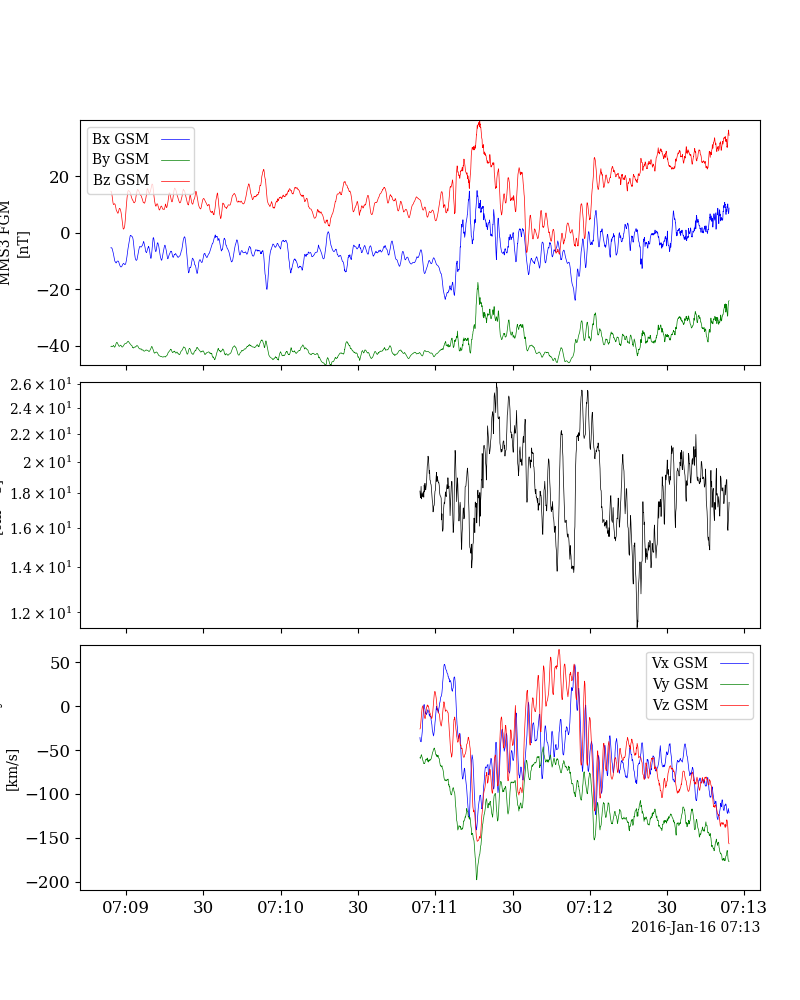 MMS3 FGM
[nT]
Bx GSM
By GSM
Bz GSM
20
0
−20
−40
2.6 × 10¹
2.4 × 10¹
2.2 × 10¹
2 × 10¹
1.8 × 10¹
1.6 × 10¹
1.4 × 10¹
1.2 × 10¹
[km/s]
Vx GSM
Vy GSM
Vz GSM
50
0
−50
−100
−150
−200
07:09
30
07:10
30
07:11
30
07:12
30
07:13
2016-Jan-16 07:13